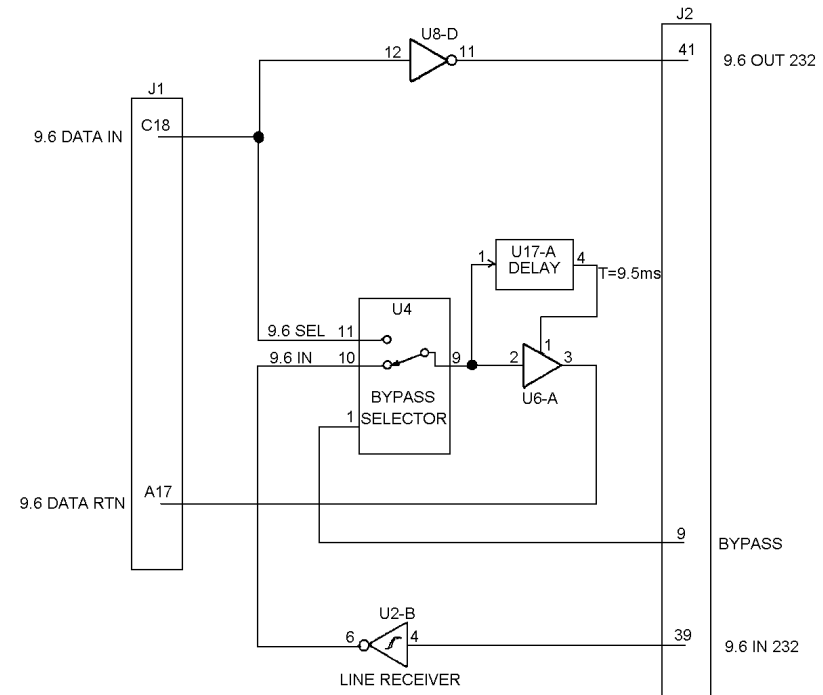 J2
U8-D
12
11
41
9.6 OUT 232
J1
C18
9.6 DATA IN
U17-A
DELAY
1
4
T=9.5ms
U4
9.6 SEL
11
9.6 IN
10
9
2
1
3
BYPASS
SELECTOR
U6-A
1
A17
9.6 DATA RTN
9
BYPASS
U2-B
6
4
39
9.6 IN 232
LINE RECEIVER